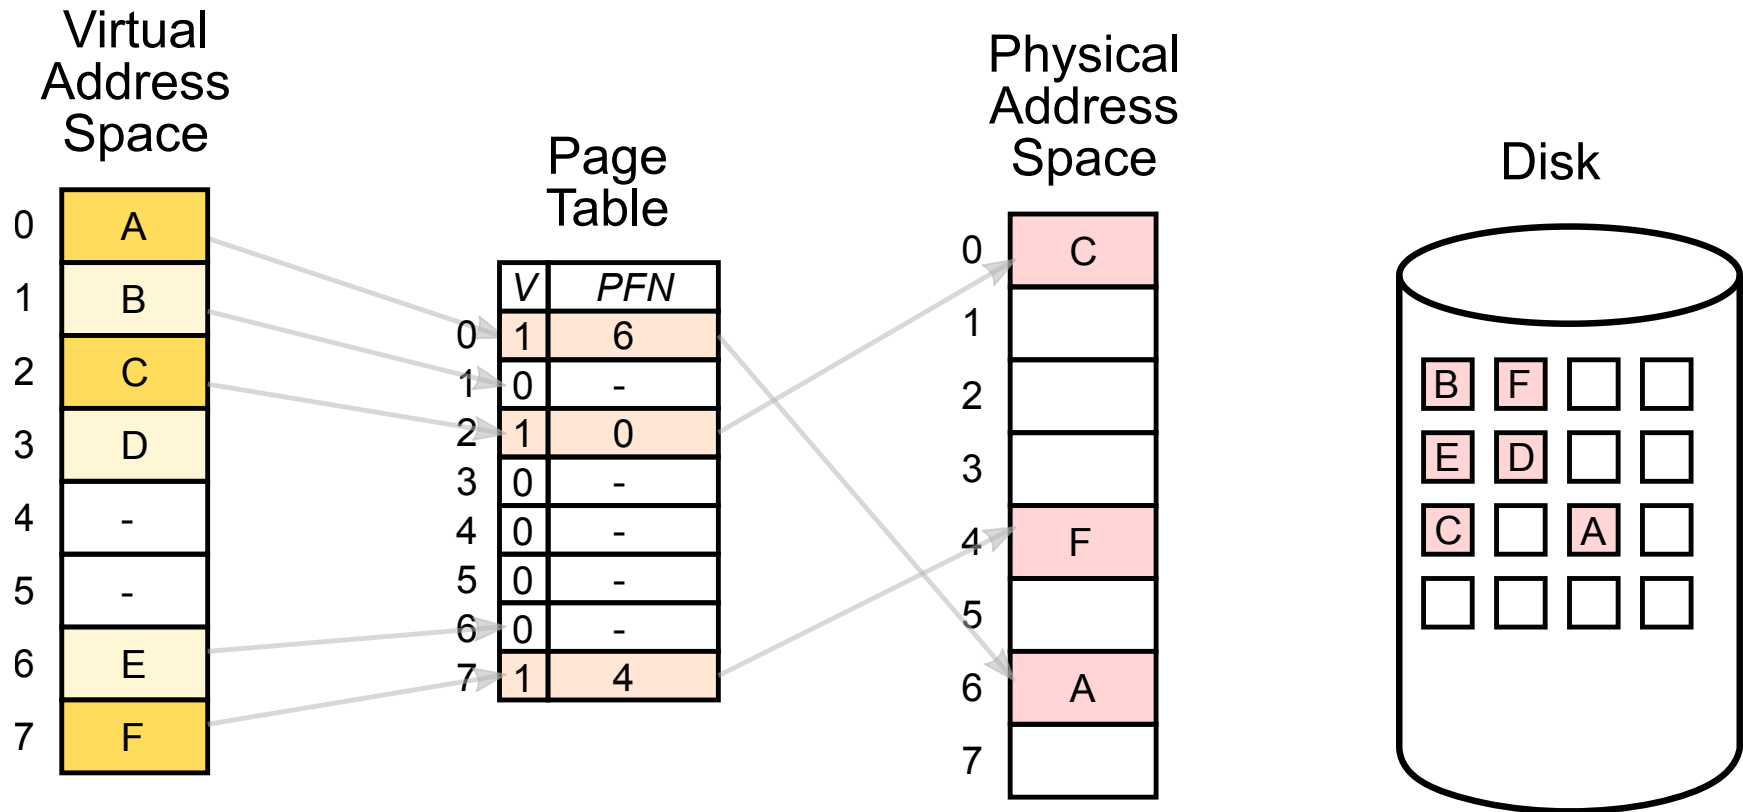 Virtual
Address
Space
0 A
1 B
2 C
3 D
4 -
5 -
6 E
7 F
Page
Table
V PFN
0 1 6
1 0 -
2 1 0
3 0 -
4 0 -
5 0 -
6 0 -
7 1 4
Physical
Address
Space
0 C
1
2
3
4 F
5
6 A
7
Disk
B F
E D
C A